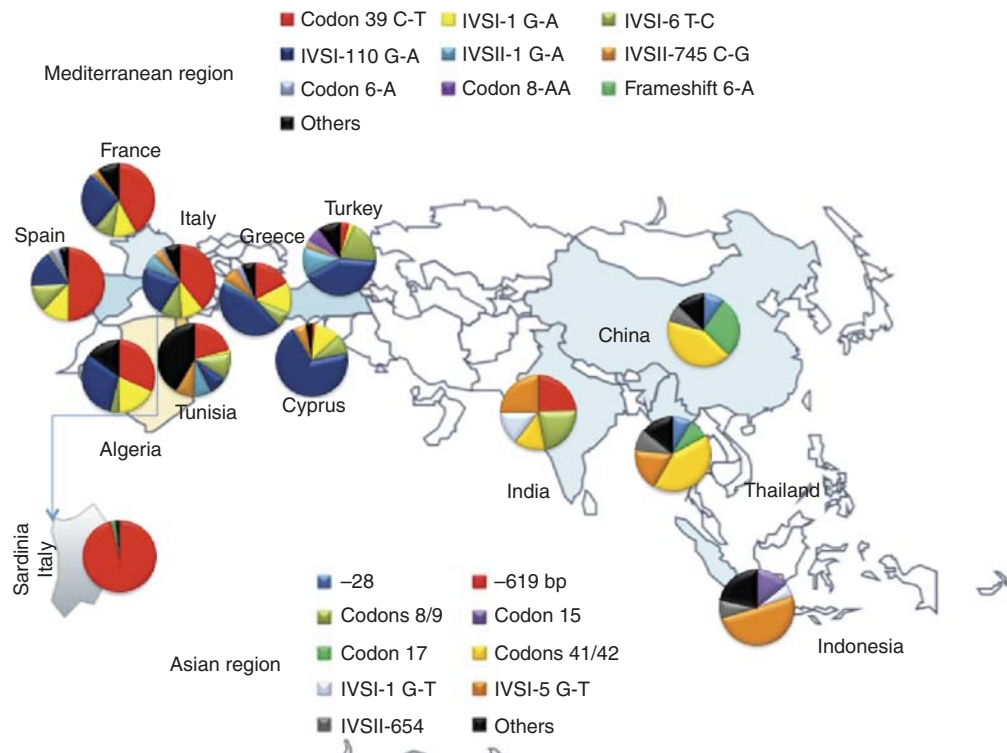 Codon 39 C-T IVSI-1 G-A IVSI-6 T-C
IVSI-110 G-A IVSII-1 G-A IVSII-745 C-G
Mediterranean region
Codon 6-A Codon 8-AA Frameshift 6-A
Others
France
Italy Turkey
Spain Greece
China
Tunisia Cyprus
Algeria
India Thailand
Sardinia
Italy
–28 –619 bp
Codons 8/9 Codon 15
Indonesia
Asian region
Codon 17 Codons 41/42
IVSI-1 G-T IVSI-5 G-T
IVSII-654 Others